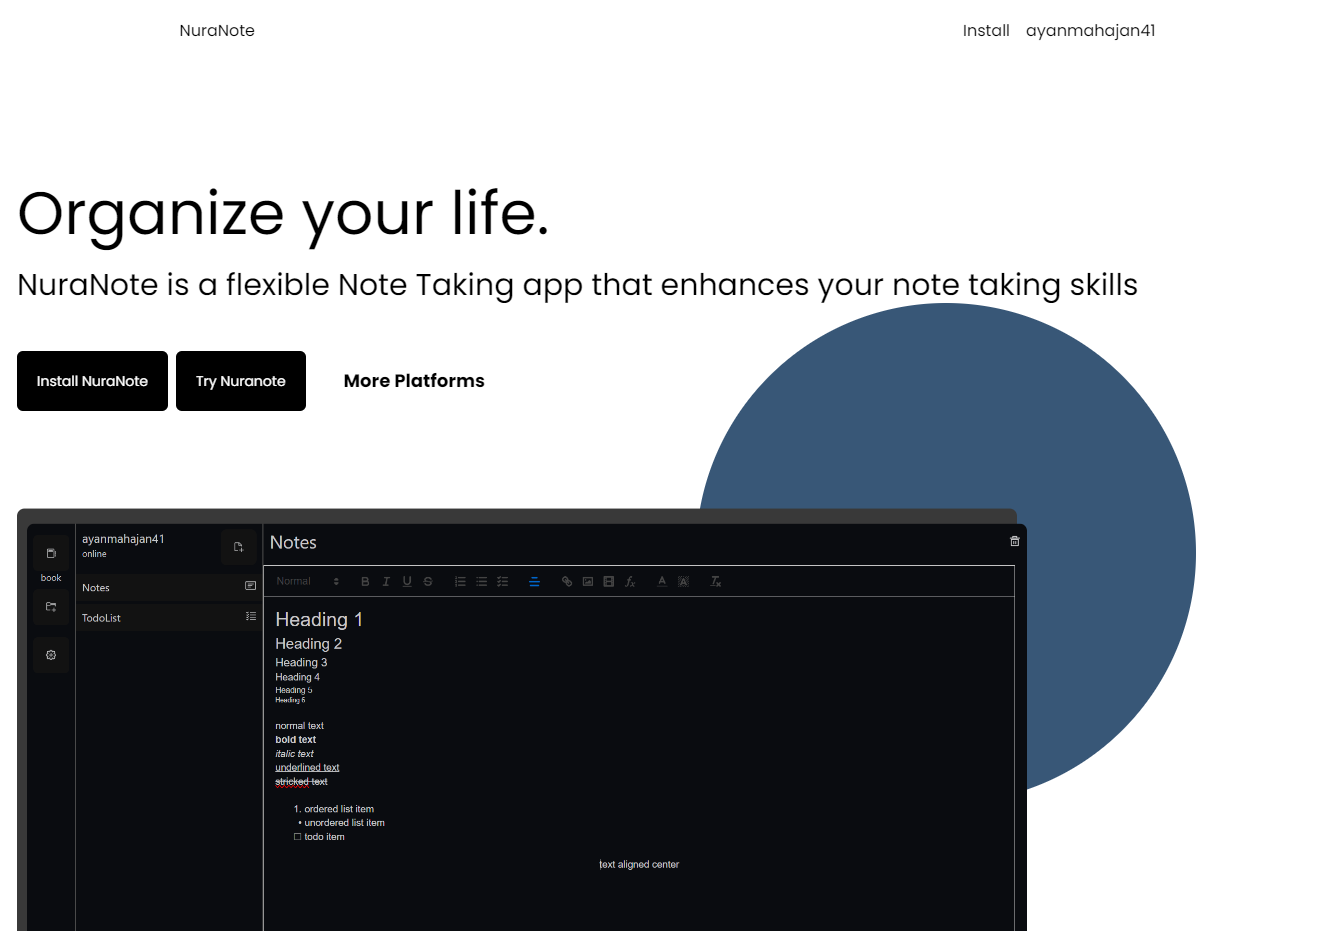 NuraNote
Install ayanmahajan41
Organize your life.
NuraNote is a flexible Note Taking app that enhances your note taking skills
Install NuraNote Try Nuranote More Platforms
ayanmahajan41
online
book
Notes
TodoList
Notes
Normal
Heading 1
Heading 2
Heading 3
Heading 4
Heading 5
Heading 6
normal text
bold text
italic text
underlined text
stricked text
1. ordered list item
• unordered list item
☐ todo item
text aligned center